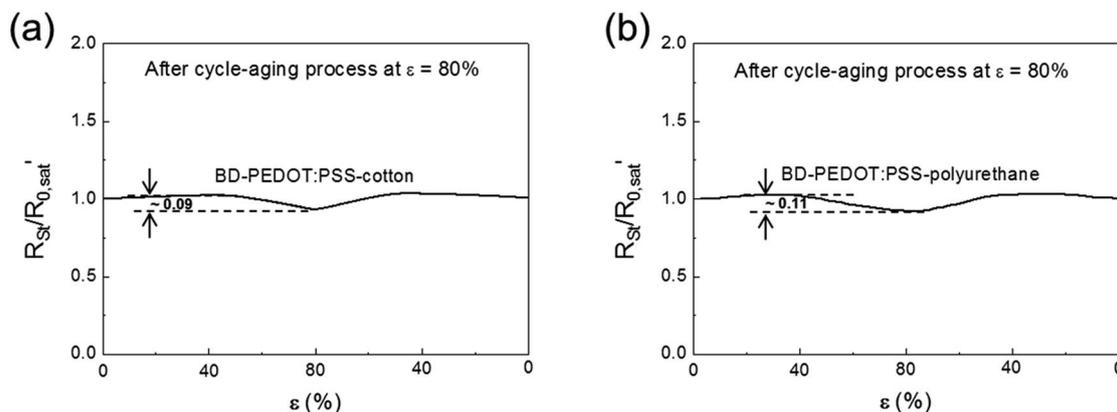 (a)
2.0
After cycle-aging process at ε = 80%
1.5
BD-PEDOT:PSS-cotton
1.0
~ 0.09
0.5
0.0
0 40 80 40 0
R_St/R_0,sat'
ε (%)
(b)
2.0
After cycle-aging process at ε = 80%
1.5
BD-PEDOT:PSS-polyurethane
1.0
~ 0.11
0.5
0.0
0 40 80 40 0
R_St/R_0,sat'
ε (%)